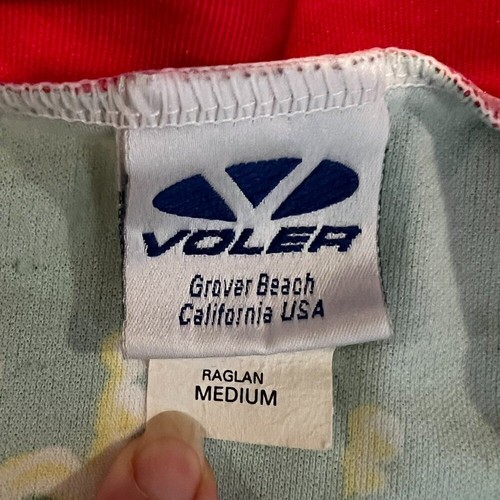 VOLER
Grover Beach
California USA
RAGLAN
MEDIUM